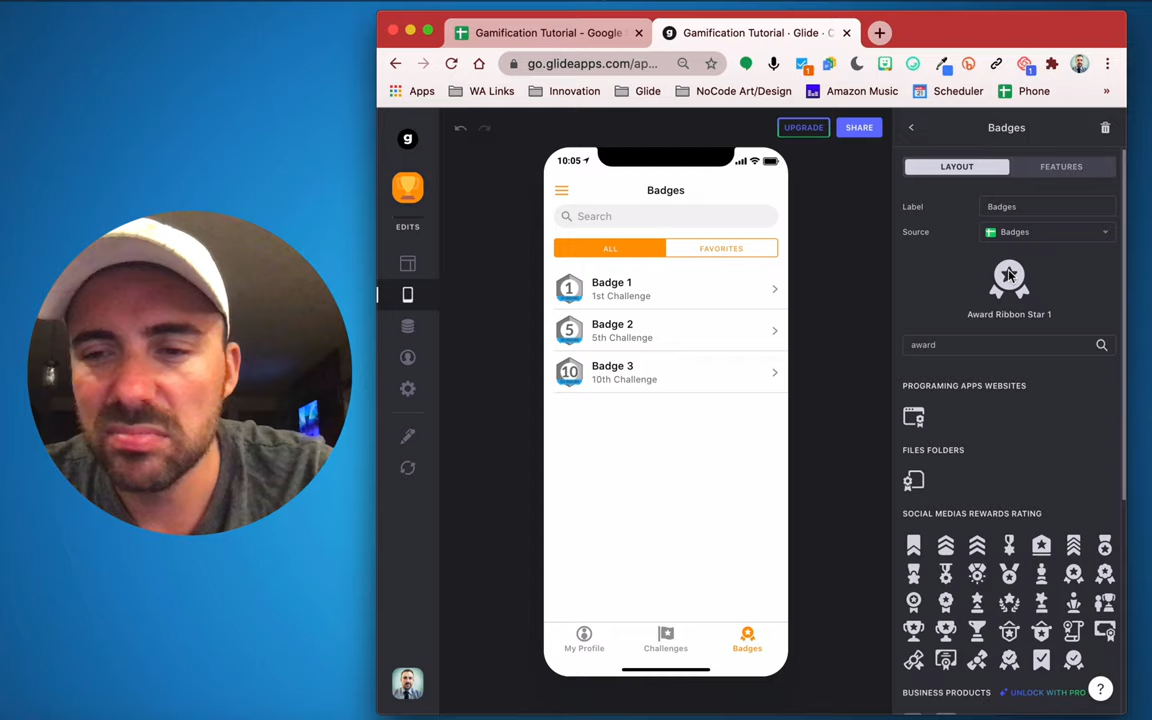 Gamification Tutorial - Google
Gamification Tutorial · Glide · C
go.glideapps.com/ap...
Apps
WA Links
Innovation
Glide
NoCode Art/Design
Amazon Music
Scheduler
Phone
»
g
EDITS
UPGRADE
SHARE
10:05
Badges
Search
ALL
FAVORITES
1
Badge 1
1st Challenge
5
Badge 2
5th Challenge
10
Badge 3
10th Challenge
My Profile
Challenges
Badges
Badges
LAYOUT
FEATURES
Label
Badges
Source
Badges
Award Ribbon Star 1
award
PROGRAMING APPS WEBSITES
FILES FOLDERS
SOCIAL MEDIAS REWARDS RATING
BUSINESS PRODUCTS
UNLOCK WITH PRO
?